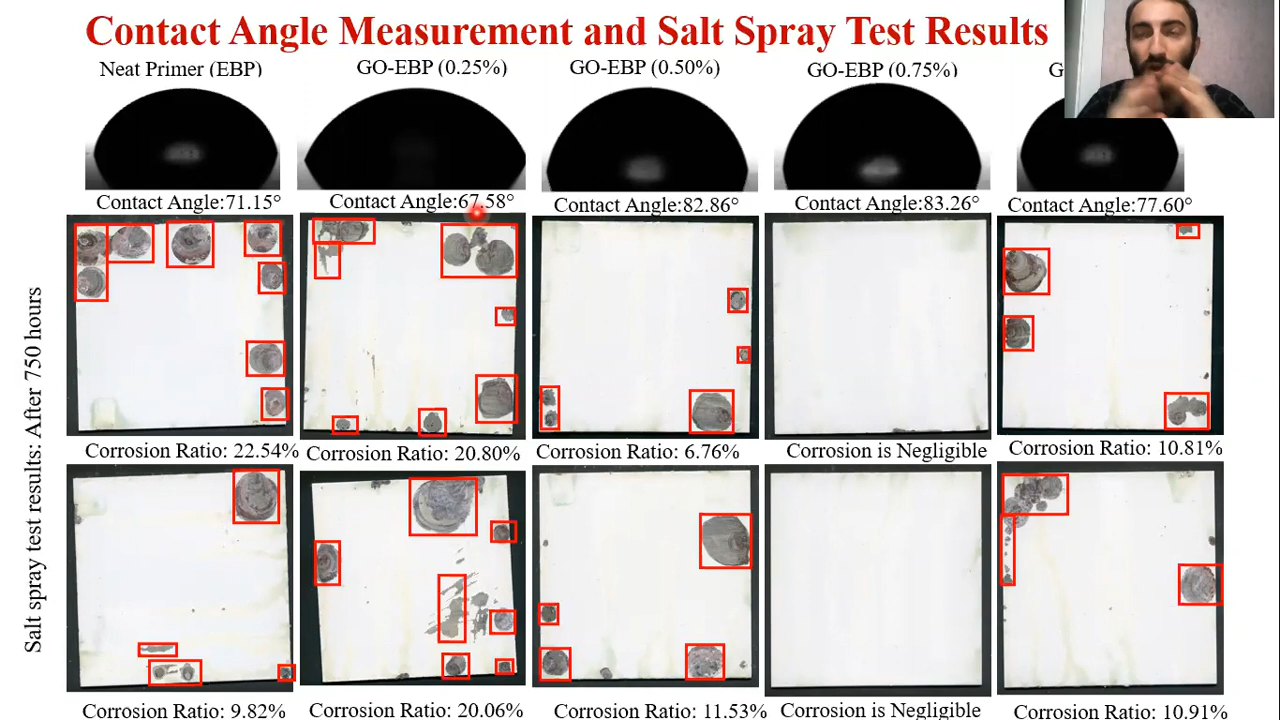 Contact Angle Measurement and Salt Spray Test Results
Neat Primer (EBP)
GO-EBP (0.25%)
GO-EBP (0.50%)
GO-EBP (0.75%)
G
Contact Angle:71.15°
Contact Angle:67.58°
Contact Angle:82.86°
Contact Angle:83.26°
Contact Angle:77.60°
Salt spray test results: After 750 hours
Corrosion Ratio: 22.54%
Corrosion Ratio: 20.80%
Corrosion Ratio: 6.76%
Corrosion is Negligible
Corrosion Ratio: 10.81%
Corrosion Ratio: 9.82%
Corrosion Ratio: 20.06%
Corrosion Ratio: 11.53%
Corrosion is Negligible
Corrosion Ratio: 10.91%